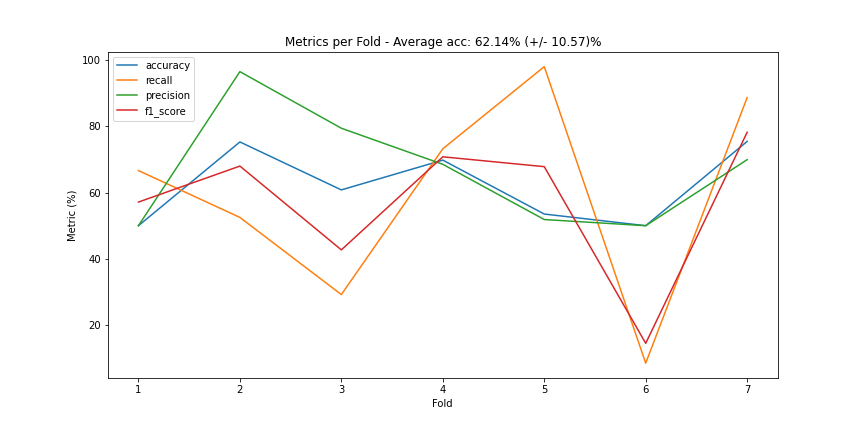 Metrics per Fold - Average acc: 62.14% (+/- 10.57)%
accuracy
recall
precision
f1_score
Metric (%)
100
80
60
40
20
1 2 3 4 5 6 7
Fold